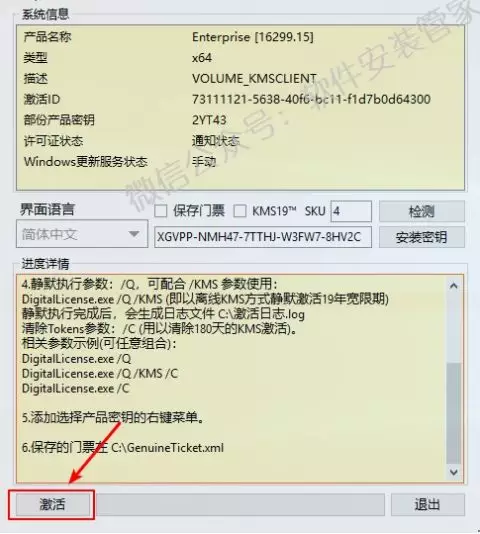 系统信息
产品名称 Enterprise [16299.15]
类型 x64
描述 VOLUME_KMSCLIENT
激活ID 73111121-5638-40f6-bc11-f1d7b0d64300
部份产品密钥 2YT43
许可证状态 通知状态
Windows更新服务状态 手动
微信公众号：软件安装管家
界面语言 保存门票 KMS19™ SKU 4 检测
简体中文 XGVPP-NMH47-7TTHJ-W3FW7-8HV2C 安装密钥
进度详情
4.静默执行参数：/Q，可配合 /KMS 参数使用：
DigitalLicense.exe /Q /KMS (即以离线KMS方式静默激活19年宽限期)
静默执行完成后，会生成日志文件 C:\激活日志.log
清除Tokens参数：/C (用以清除180天的KMS激活)。
相关参数示例(可任意组合)：
DigitalLicense.exe /Q
DigitalLicense.exe /Q /KMS /C
DigitalLicense.exe /C
5.添加选择产品密钥的右键菜单。
6.保存的门票在 C:\GenuineTicket.xml
激活 退出